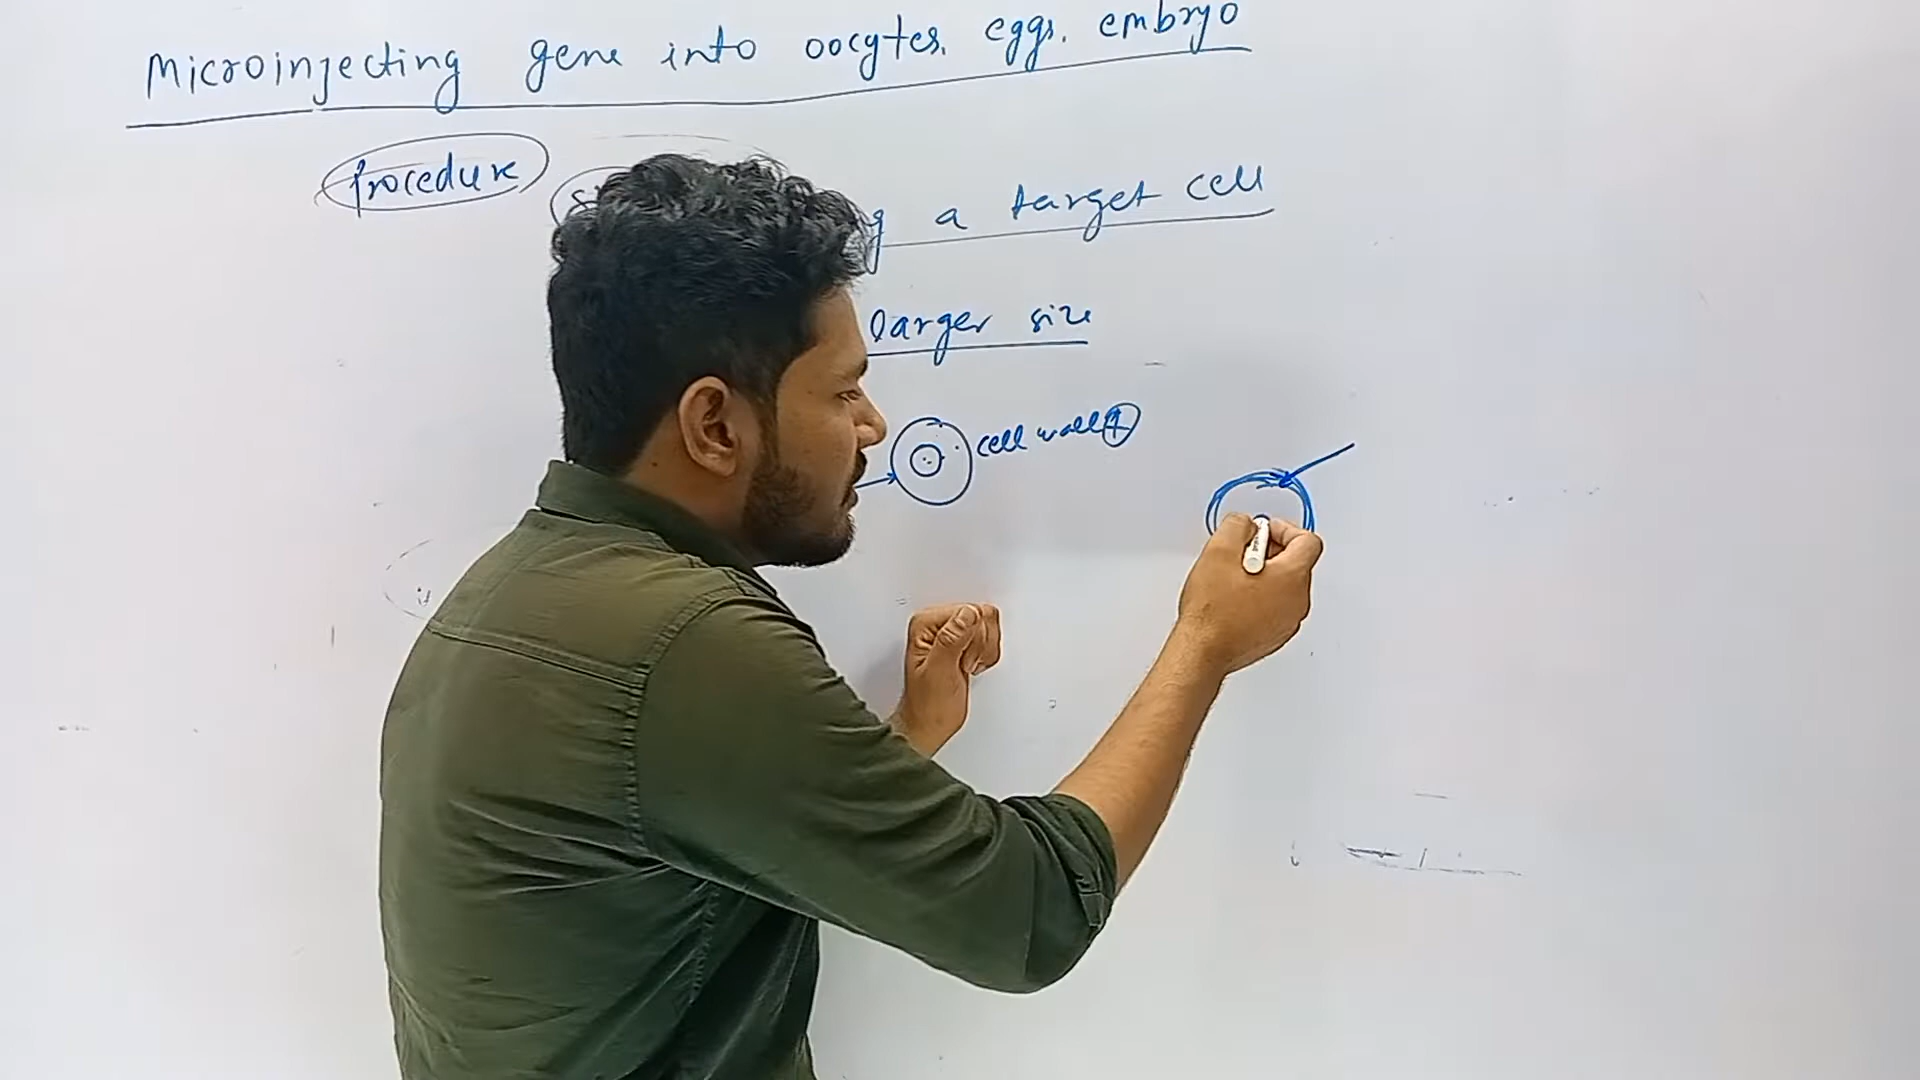 Microinjecting gene into oocytes, eggs, embryo
Procedure
a target cell
larger size
cell wall